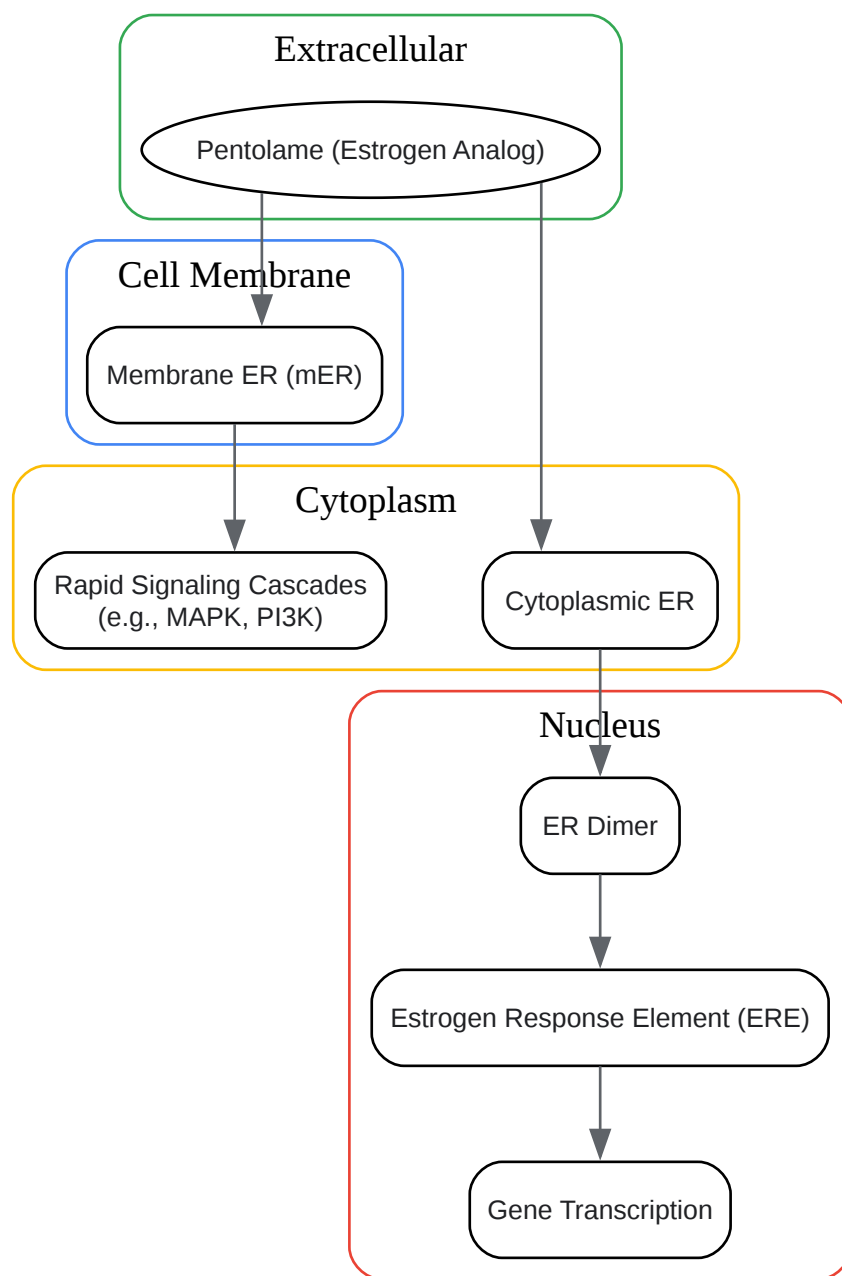 Extracellular
Pentolame (Estrogen Analog)
Cell Membrane
Membrane ER (mER)
Cytoplasm
Rapid Signaling Cascades
(e.g., MAPK, PI3K)
Cytoplasmic ER
Nucleus
ER Dimer
Estrogen Response Element (ERE)
Gene Transcription